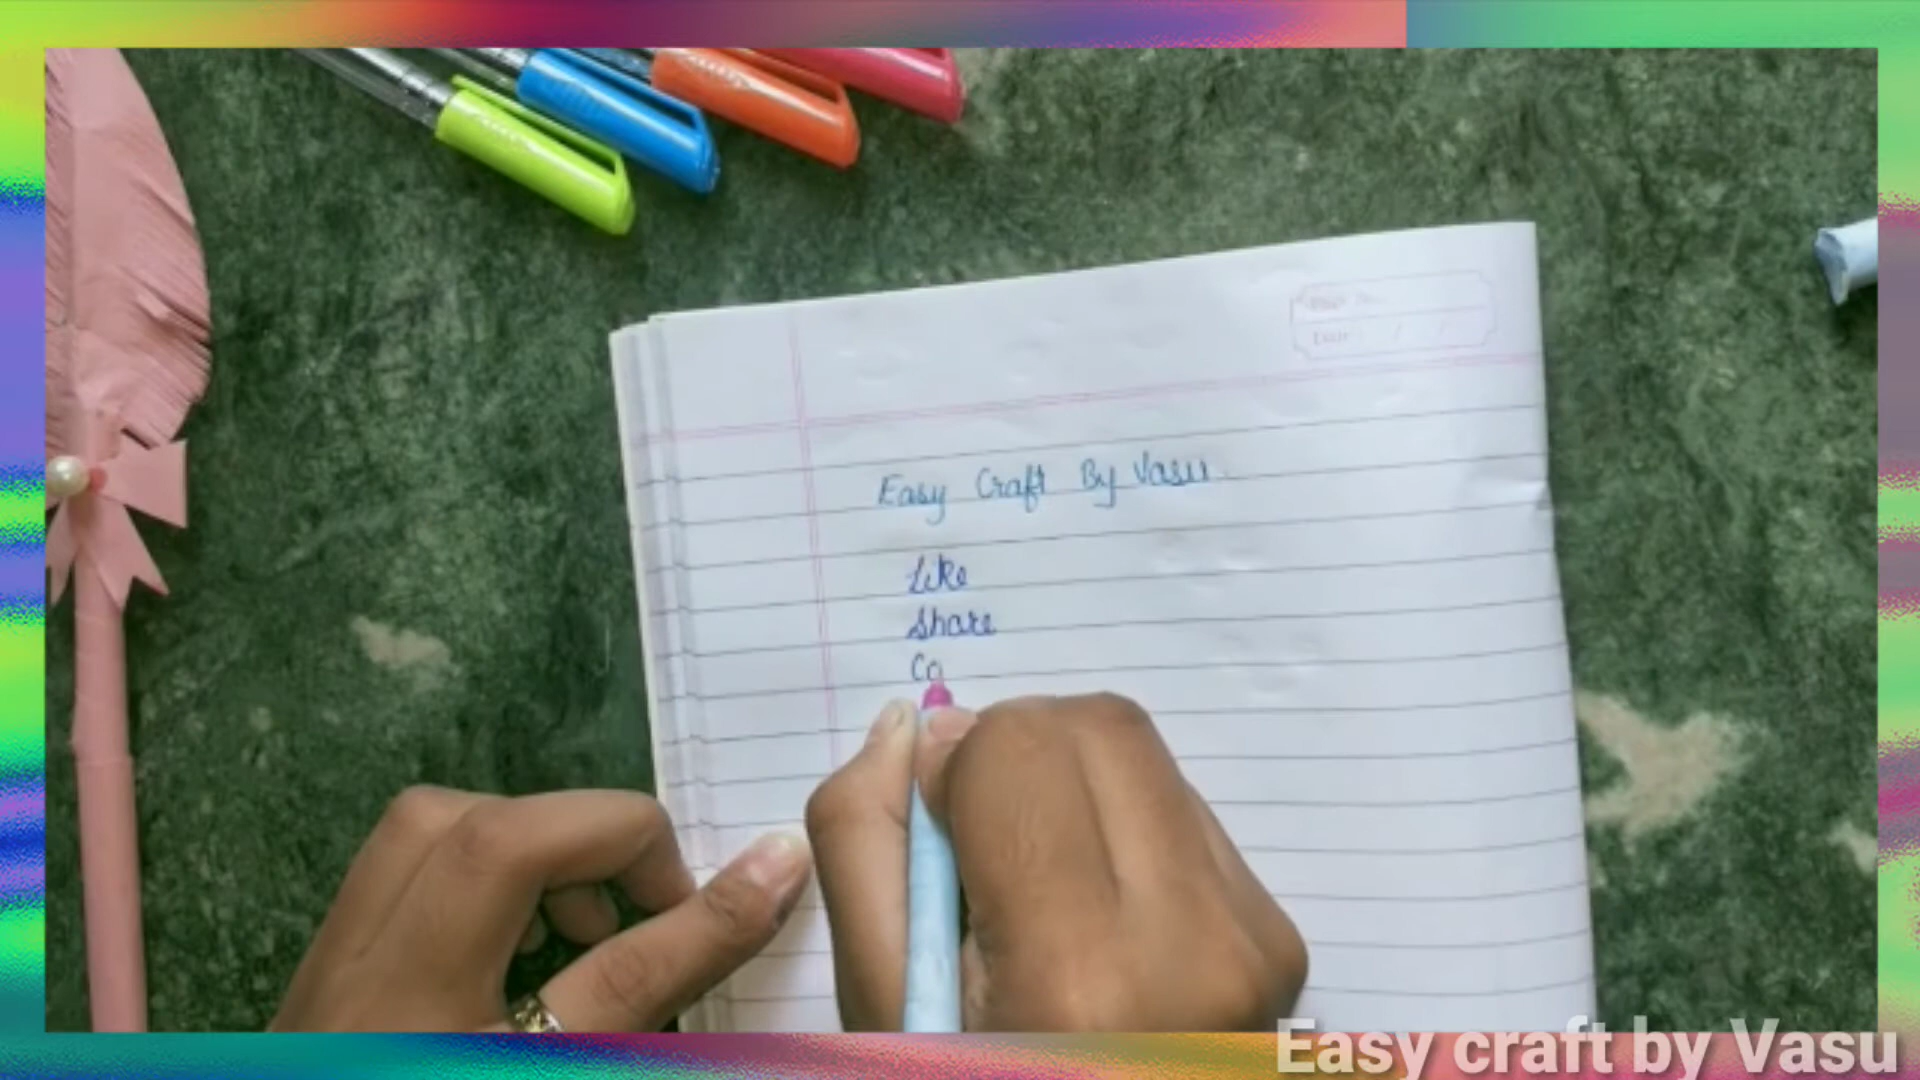 Easy Craft By Vasu.
Like
Share
Co
Easy craft by Vasu